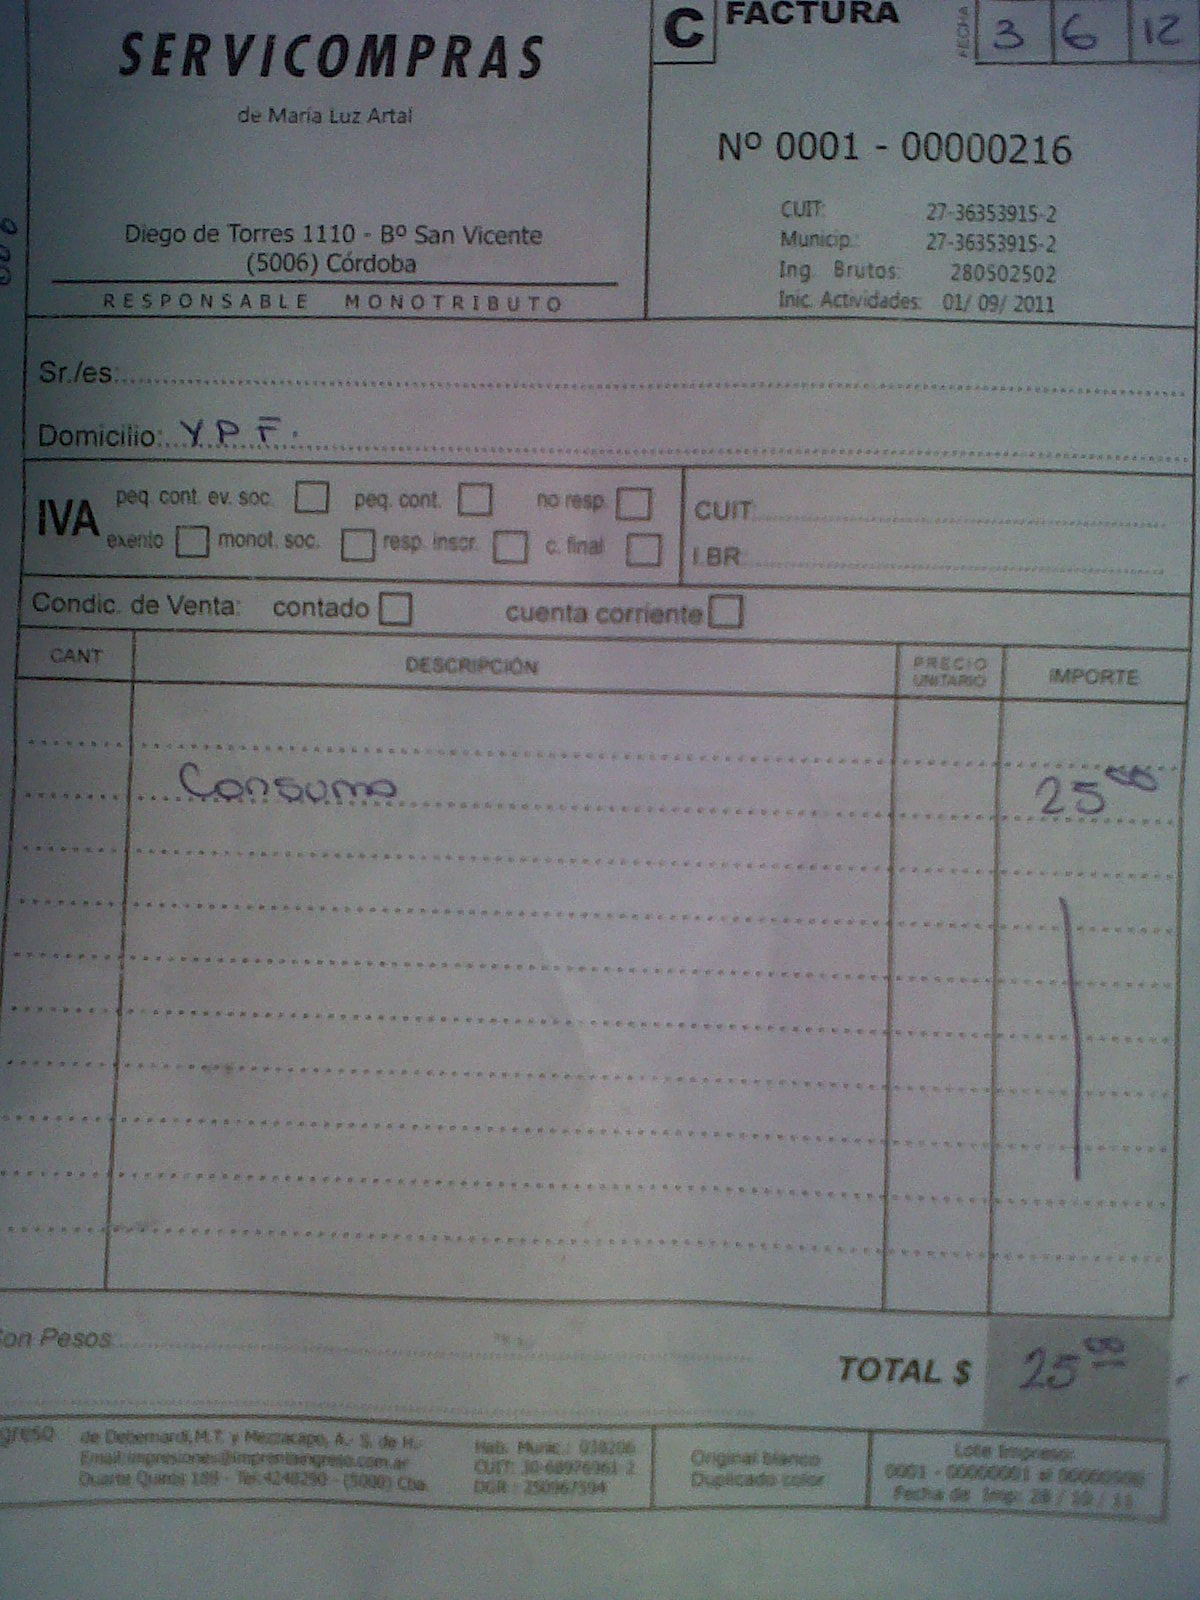 SERVICOMPRAS
de María Luz Artal
Diego de Torres 1110 - Bº San Vicente
(5006) Córdoba
RESPONSABLE MONOTRIBUTO
C FACTURA
FECHA 3 6 12
Nº 0001 - 00000216
CUIT: 27-36353915-2
Municip.: 27-36353915-2
Ing. Brutos: 280502502
Inic. Actividades: 01/ 09/ 2011
Sr./es:
Domicilio: YPF.
IVA peq. cont. ev. soc. peq. cont. no resp.
exento monot. soc. resp. inscr. c. final
CUIT:
I.BR:
Condic. de Venta: contado cuenta corriente
CANT DESCRIPCIÓN PRECIO UNITARIO IMPORTE
Consumo 25 00
on Pesos
TOTAL $ 25 00
greso de Debernardi, M.T. y Mezzacapo, A.- S. de H.-
Email:impresiones@imprentaingreso.com.ar
Duarte Quirós 188 - Tel:4248290 - (5000) Cba.
Hab. Munic.: 038206
CUIT: 30-68976961-2
DGR : 250967594
Original blanco
Duplicado color
Lote Impreso:
0001 - 00000001 al
Fecha de Imp: 28 / 10 / 11